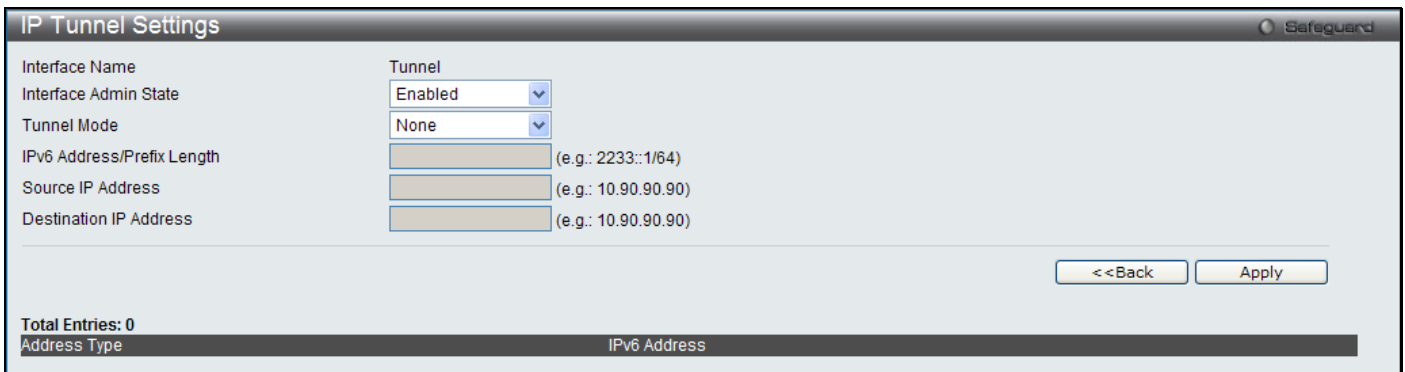 IP Tunnel Settings Safeguard
Interface Name Tunnel
Interface Admin State Enabled
Tunnel Mode None
IPv6 Address/Prefix Length (e.g.: 2233::1/64)
Source IP Address (e.g.: 10.90.90.90)
Destination IP Address (e.g.: 10.90.90.90)
<<Back Apply
Total Entries: 0
Address Type IPv6 Address